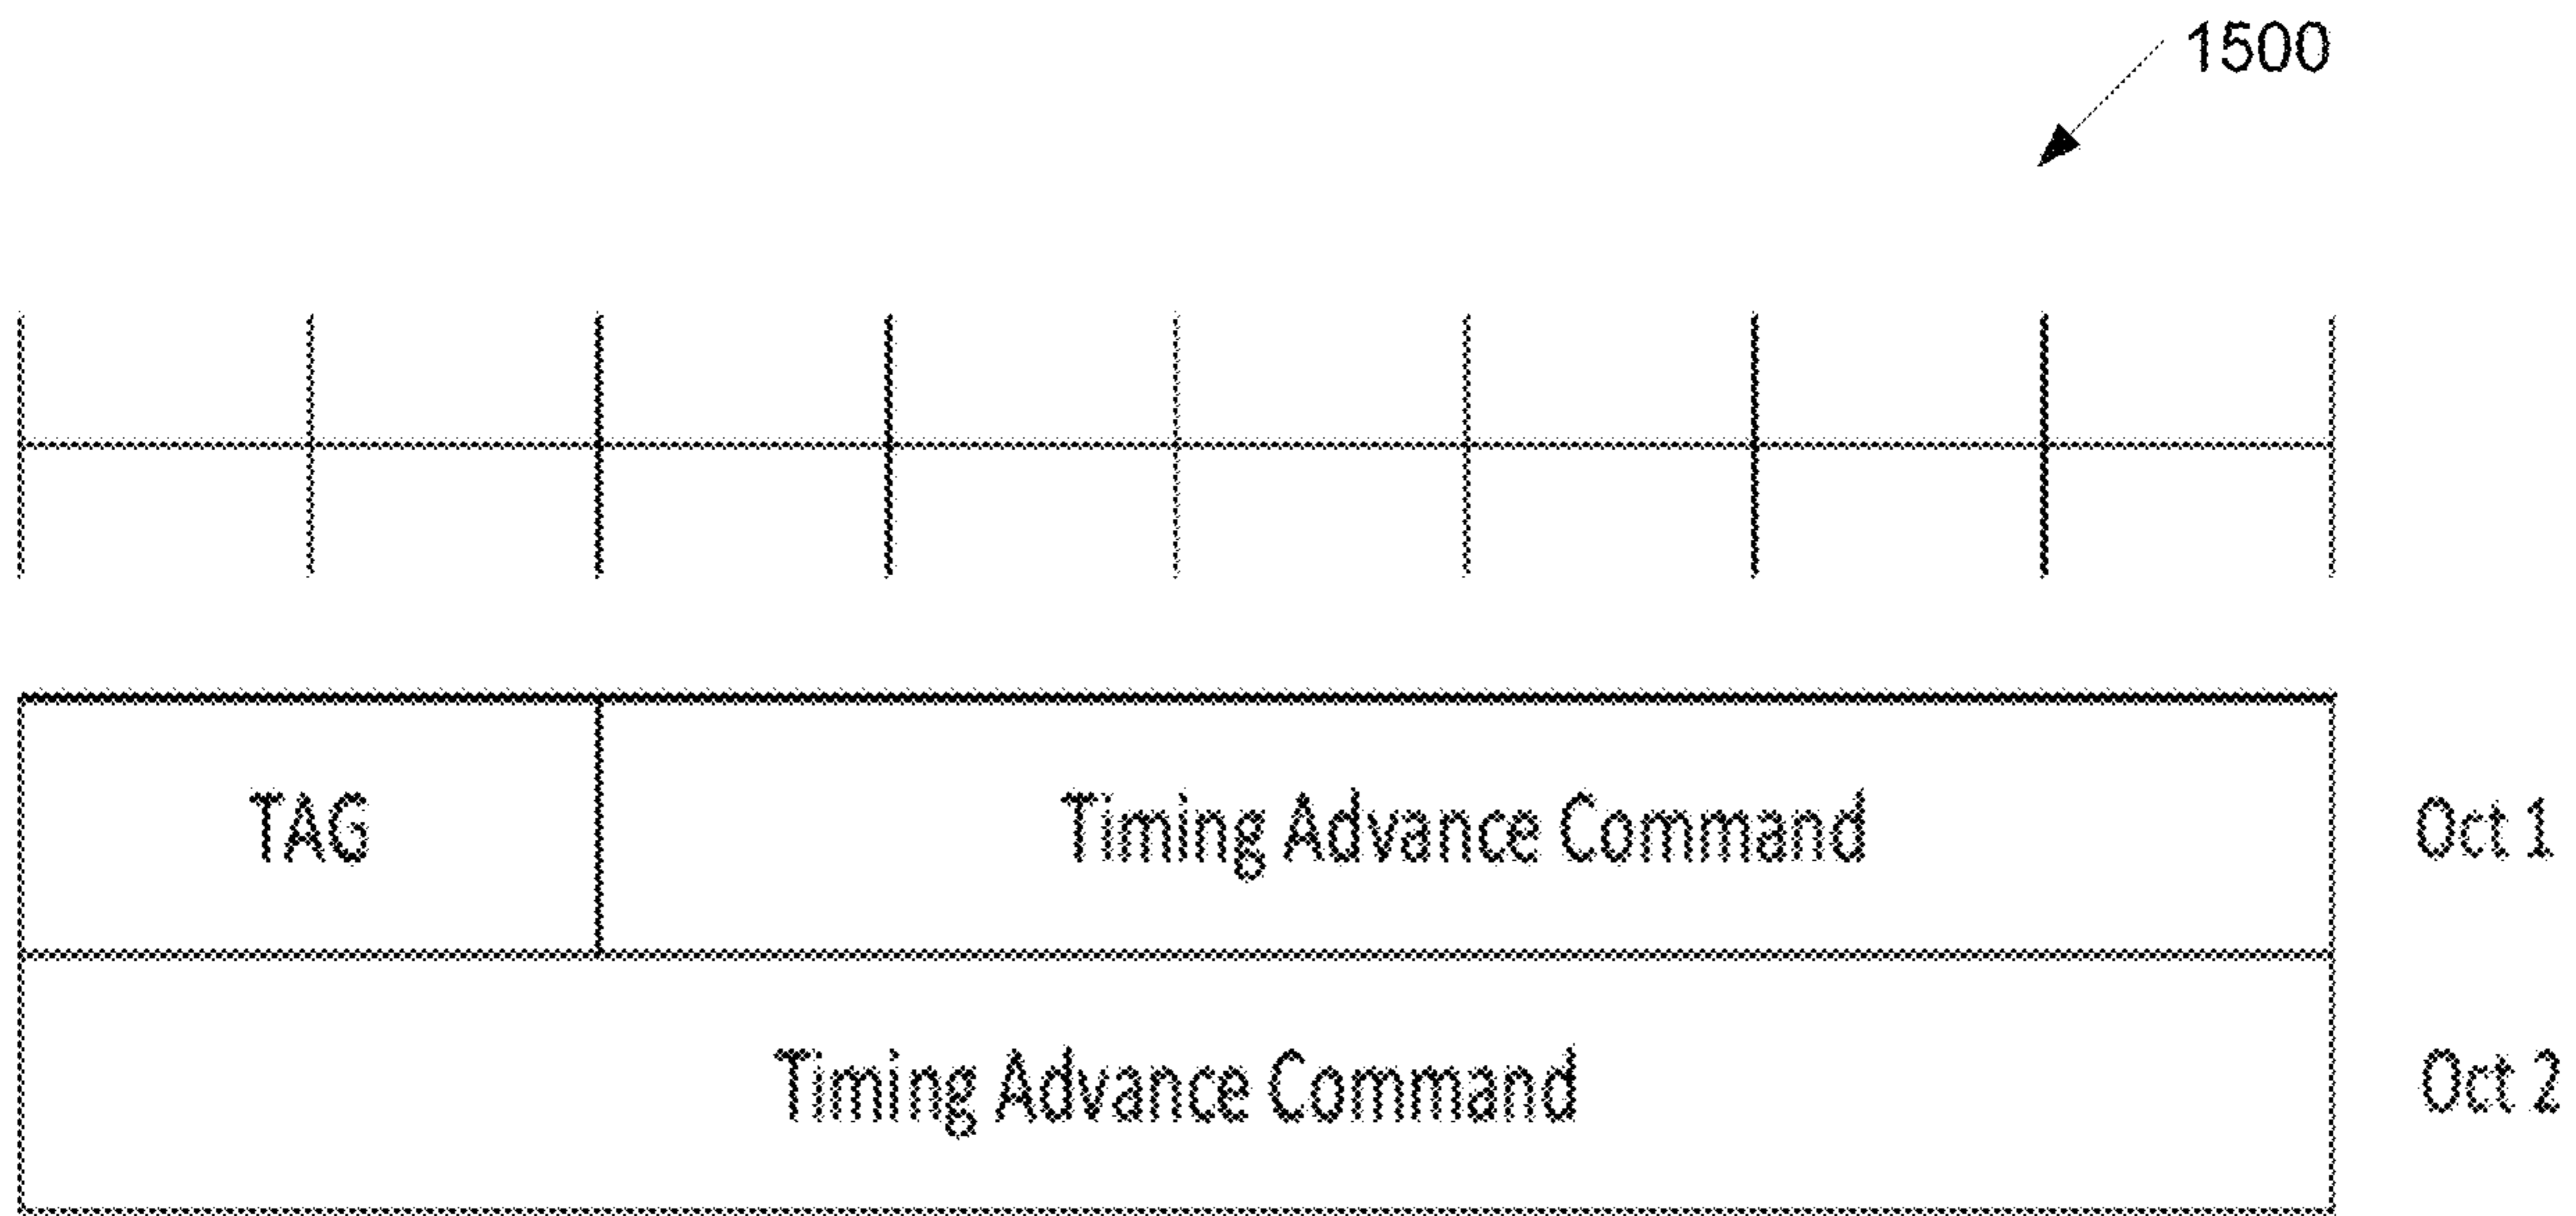 1500
TAG Timing Advance Command Oct 1
Timing Advance Command Oct 2